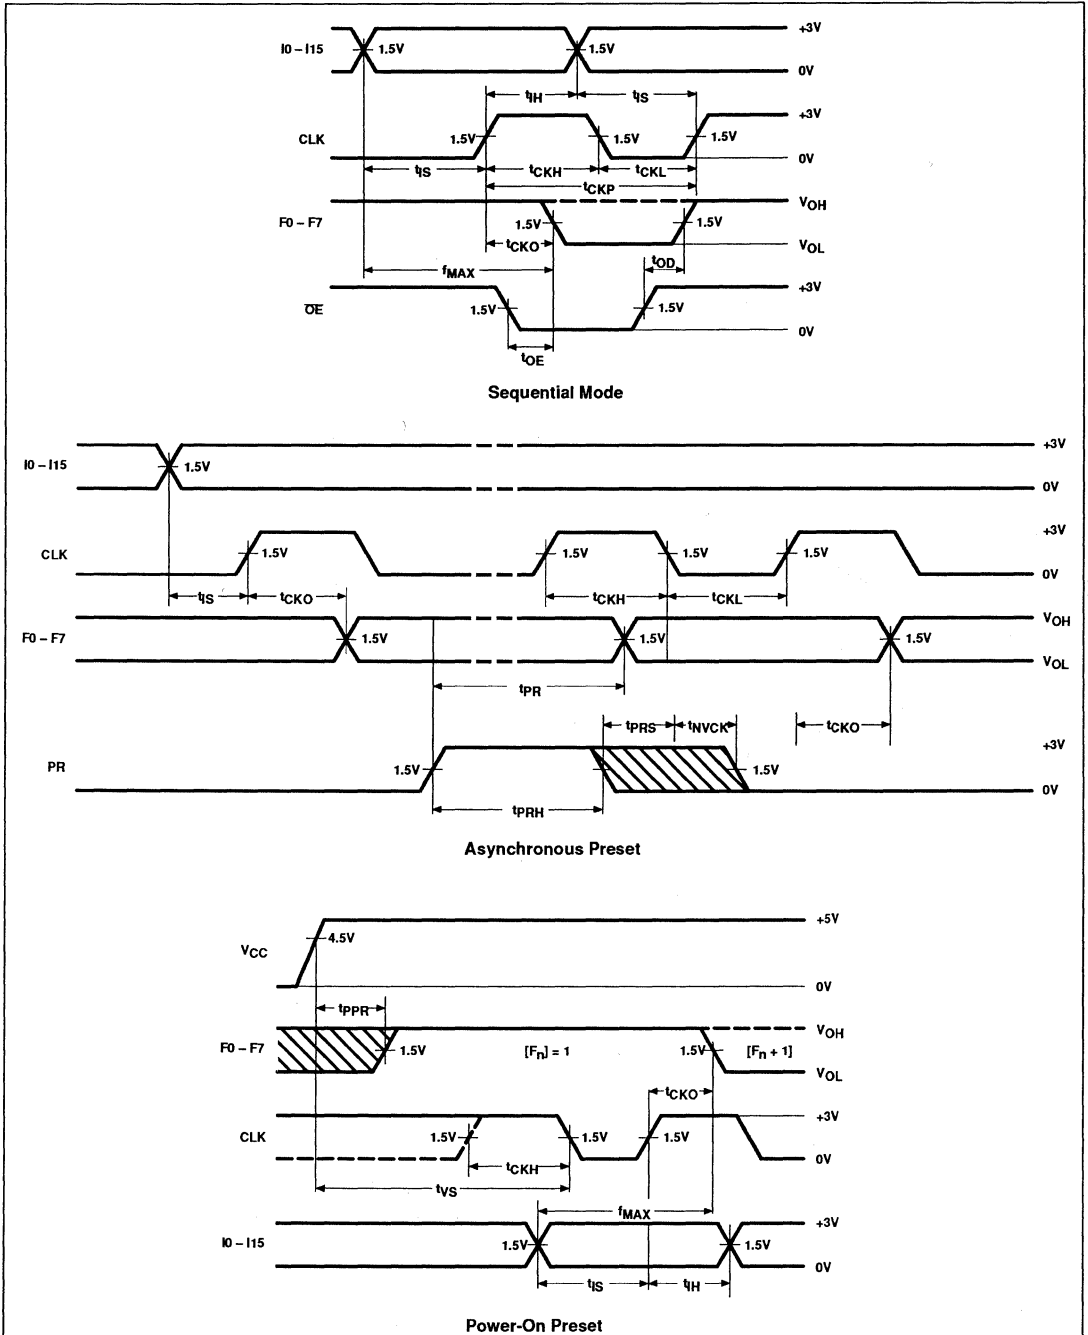 I0 – I15 1.5V 1.5V +3V
0V
tIH tIS
CLK 1.5V 1.5V 1.5V +3V
0V
tIS tCKH tCKL
tCKP
F0 – F7 1.5V 1.5V VOH
VOL
tCKO tOD
fMAX
OE 1.5V 1.5V +3V
0V
tOE
Sequential Mode
I0 – I15 1.5V +3V
0V
CLK 1.5V 1.5V 1.5V 1.5V +3V
0V
tIS tCKO tCKH tCKL
F0 – F7 1.5V 1.5V 1.5V VOH
VOL
tPR
tPRS tNVCK tCKO
PR 1.5V 1.5V +3V
0V
tPRH
Asynchronous Preset
VCC 4.5V +5V
0V
tPPR
F0 – F7 1.5V [Fn] = 1 1.5V [Fn + 1] VOH
VOL
tCKO
CLK 1.5V 1.5V 1.5V +3V
0V
tCKH
tVS
fMAX
I0 – I15 1.5V 1.5V +3V
0V
tIS tIH
Power-On Preset